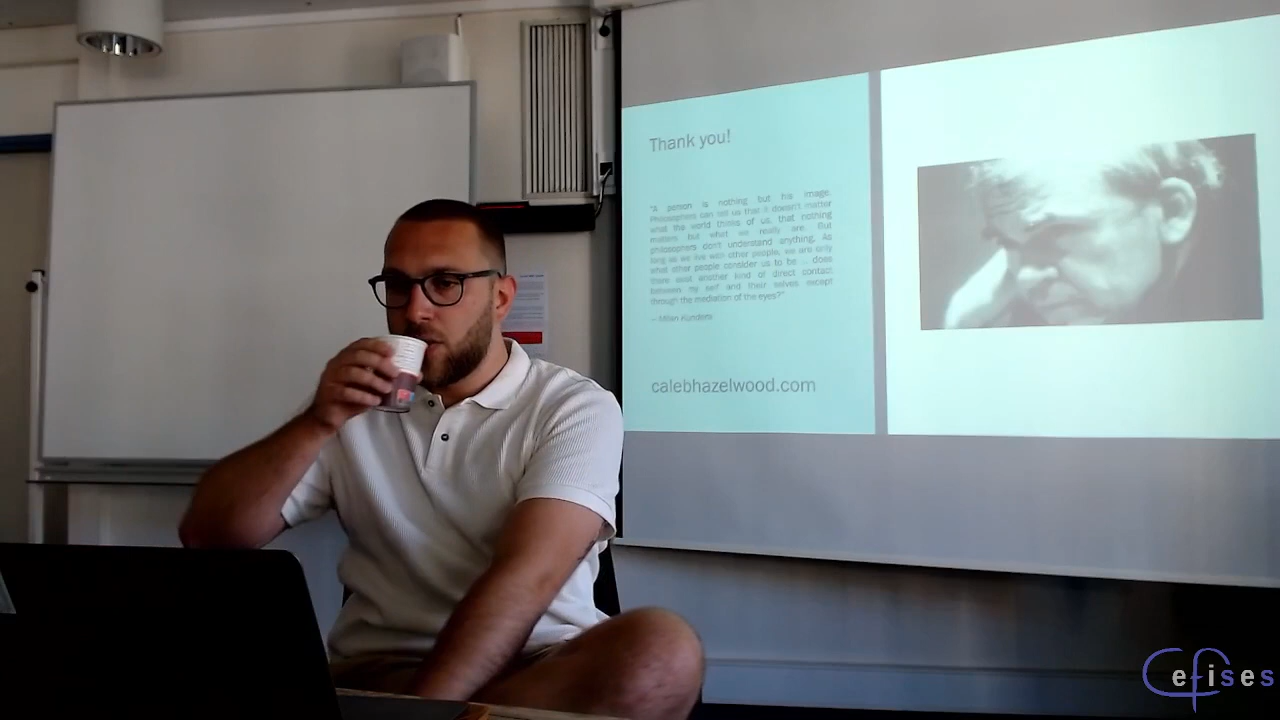 Thank you!
"A person is nothing but his image.
Philosophers can tell us that it doesn't matter
what the world thinks of us, that nothing
matters but what we really are. But
philosophers don't understand anything. As
long as we live with other people, we are only
what other people consider us to be ... does
there exist another kind of direct contact
between my self and their selves except
through the mediation of the eyes?"
— Milan Kundera
calebhazelwood.com
Cefises